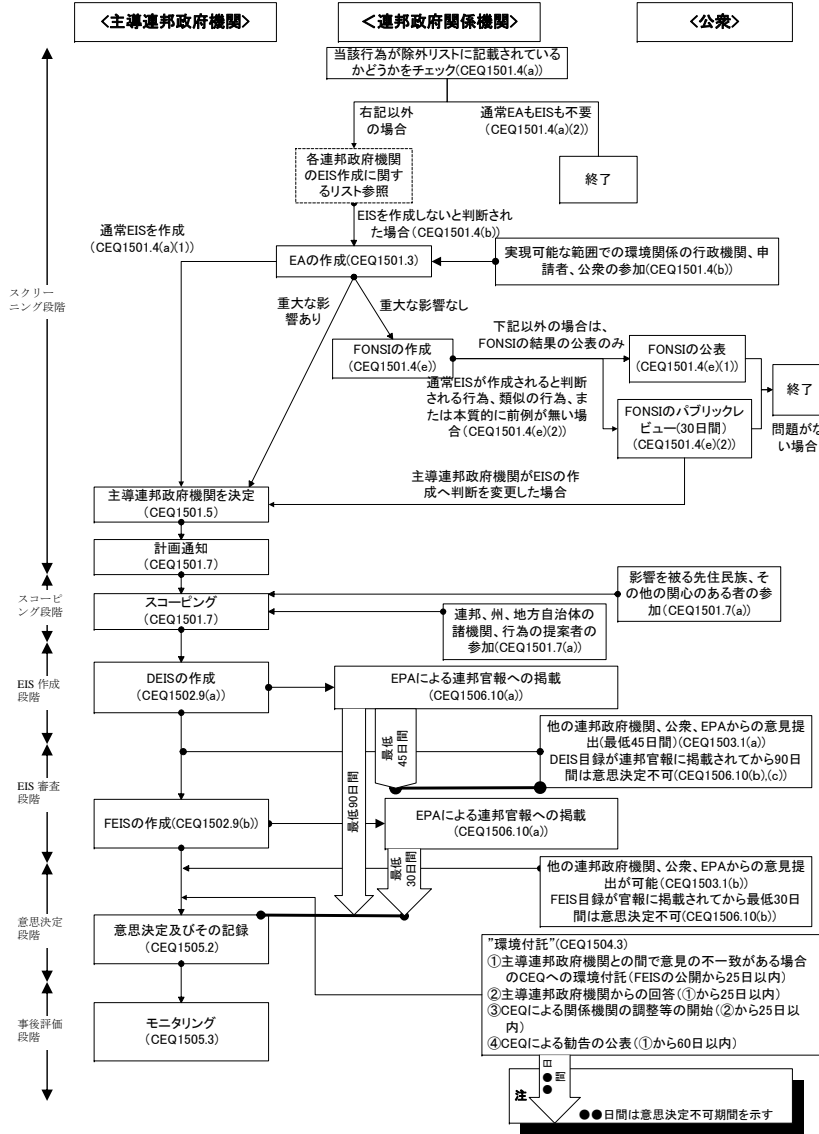 <主導連邦政府機関>
<連邦政府関係機関>
<公衆>
当該行為が除外リストに記載されている
かどうかをチェック(CEQ1501.4(a))
右記以外
の場合
通常EAもEISも不要
(CEQ1501.4(a)(2))
各連邦政府機関
のEIS作成に関す
るリスト参照
終了
通常EISを作成
(CEQ1501.4(a)(1))
EISを作成しないと判断され
た場合(CEQ1501.4(b))
EAの作成(CEQ1501.3)
実現可能な範囲での環境関係の行政機関、申
請者、公衆の参加(CEQ1501.4(b))
スクリー
ニング段階
重大な影
響あり
重大な影響なし
下記以外の場合は、
FONSIの結果の公表のみ
FONSIの作成
(CEQ1501.4(e))
FONSIの公表
(CEQ1501.4(e)(1))
終了
通常EISが作成されると判断
される行為、類似の行為、ま
たは本質的に前例が無い場
合(CEQ1501.4(e)(2))
FONSIのパブリックレ
ビュー(30日間)
(CEQ1501.4(e)(2))
問題がな
い場合
主導連邦政府機関がEISの作
成へ判断を変更した場合
主導連邦政府機関を決定
(CEQ1501.5)
計画通知
(CEQ1501.7)
スコーピ
ング段階
スコーピング
(CEQ1501.7)
影響を被る先住民族、そ
の他の関心のある者の参
加(CEQ1501.7(a))
連邦、州、地方自治体の
諸機関、行為の提案者の
参加(CEQ1501.7(a))
EIS 作成
段階
DEISの作成
(CEQ1502.9(a))
EPAによる連邦官報への掲載
(CEQ1506.10(a))
最低
45日間
他の連邦政府機関、公衆、EPAからの意見提
出(最低45日間)(CEQ1503.1(a))
DEIS目録が連邦官報に掲載されてから90日
間は意思決定不可(CEQ1506.10(b),(c))
EIS 審査
段階
最低90日間
FEISの作成(CEQ1502.9(b))
EPAによる連邦官報への掲載
(CEQ1506.10(a))
最低
30日間
他の連邦政府機関、公衆、EPAからの意見提
出が可能(CEQ1503.1(b))
FEIS目録が官報に掲載されてから最低30日
間は意思決定不可(CEQ1506.10(b))
意思決定
段階
意思決定及びその記録
(CEQ1505.2)
"環境付託"(CEQ1504.3)
①主導連邦政府機関との間で意見の不一致がある場合
のCEQへの環境付託(FEISの公開から25日以内)
②主導連邦政府機関からの回答(①から25日以内)
③CEQによる関係機関の調整等の開始(②から25日以
内)
④CEQによる勧告の公表(①から60日以内)
事後評価
段階
モニタリング
(CEQ1505.3)
注
●●日間
●●日間は意思決定不可期間を示す